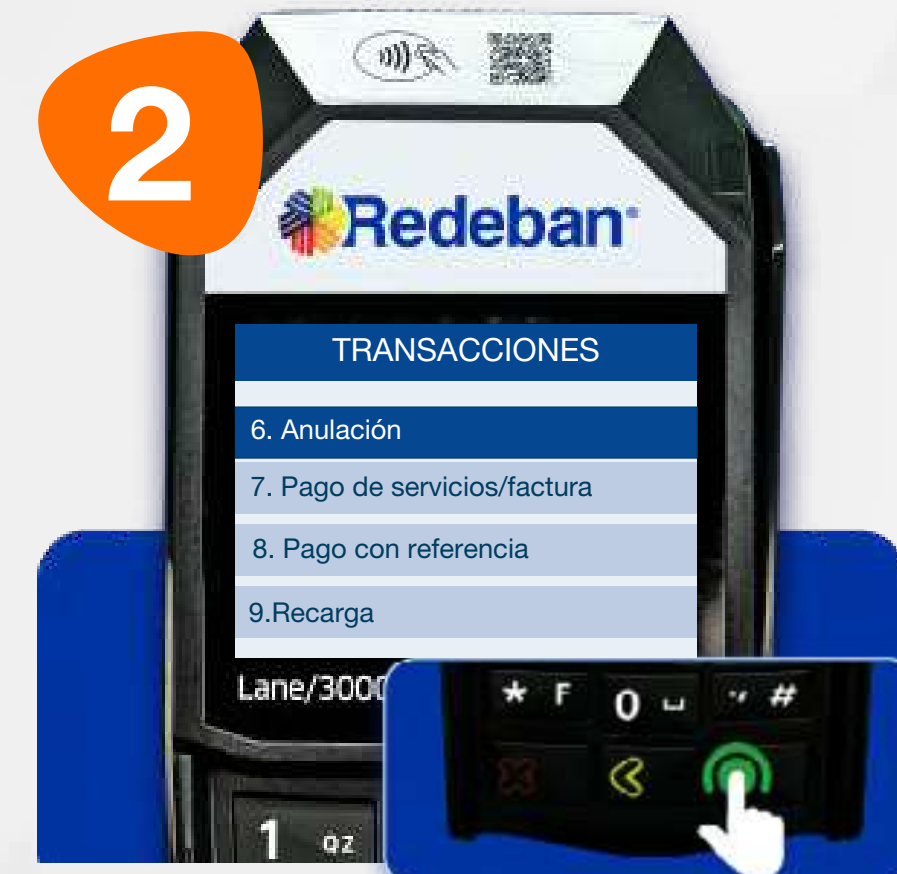 2
Redeban
TRANSACCIONES
6. Anulación
7. Pago de servicios/factura
8. Pago con referencia
9.Recarga
Lane/3000
* F
0
#
1 QZ